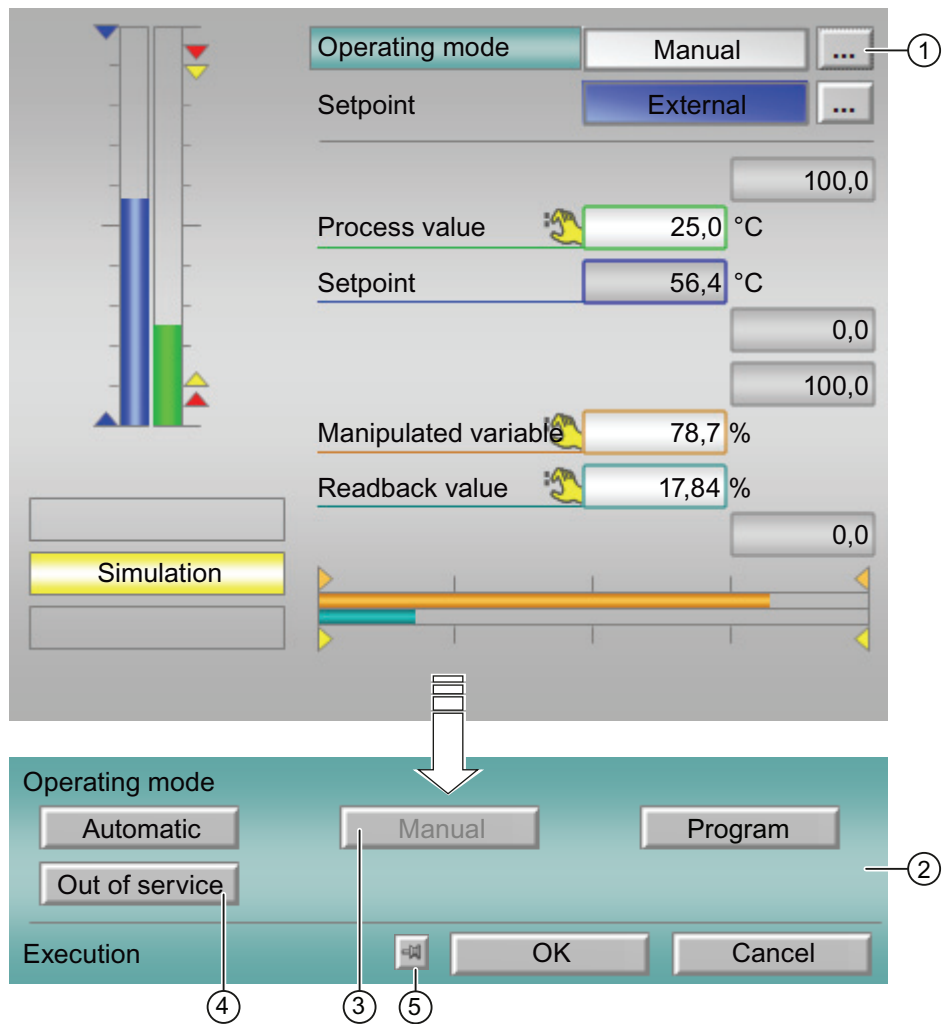 Operating mode Manual ... 1
Setpoint External ...
100,0
Process value 25,0 °C
Setpoint 56,4 °C
0,0
100,0
Manipulated variable 78,7 %
Readback value 17,84 %
0,0
Simulation
Operating mode
Automatic Manual Program
2
Out of service
Execution OK Cancel
4 3 5